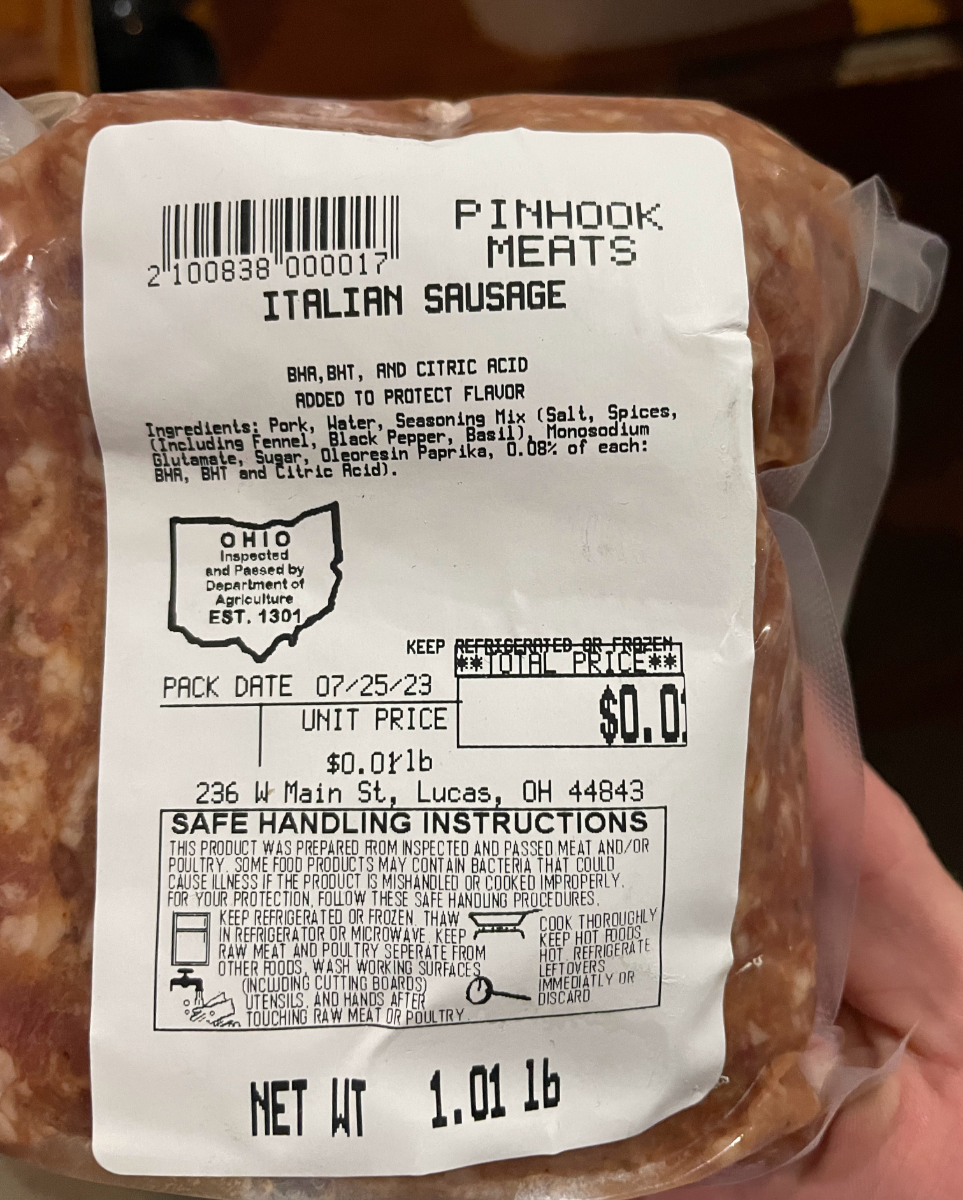 PINHOOK
MEATS
2 100838 000017
ITALIAN SAUSAGE
BHA,BHT, AND CITRIC ACID
ADDED TO PROTECT FLAVOR
Ingredients: Pork, Water, Seasoning Mix (Salt, Spices,
(Including Fennel, Black Pepper, Basil), Monosodium
Glutamate, Sugar, Oleoresin Paprika, 0.08% of each:
BHA, BHT and Citric Acid).
OHIO
Inspected
and Passed by
Department of
Agriculture
EST. 1301
KEEP REFRIGERATED OR FROZEN
**TOTAL PRICE**
PACK DATE 07/25/23
$0.01
UNIT PRICE
$0.01lb
236 W Main St, Lucas, OH 44843
SAFE HANDLING INSTRUCTIONS
THIS PRODUCT WAS PREPARED FROM INSPECTED AND PASSED MEAT AND/OR
POULTRY. SOME FOOD PRODUCTS MAY CONTAIN BACTERIA THAT COULD
CAUSE ILLNESS IF THE PRODUCT IS MISHANDLED OR COOKED IMPROPERLY.
FOR YOUR PROTECTION, FOLLOW THESE SAFE HANDLING PROCEDURES.
KEEP REFRIGERATED OR FROZEN. THAW
IN REFRIGERATOR OR MICROWAVE. KEEP
RAW MEAT AND POULTRY SEPERATE FROM
OTHER FOODS, WASH WORKING SURFACES
(INCLUDING CUTTING BOARDS)
UTENSILS, AND HANDS AFTER
TOUCHING RAW MEAT OR POULTRY
COOK THOROUGHLY
KEEP HOT FOODS
HOT. REFRIGERATE
LEFTOVERS
IMMEDIATLY OR
DISCARD
NET WT 1.01 lb